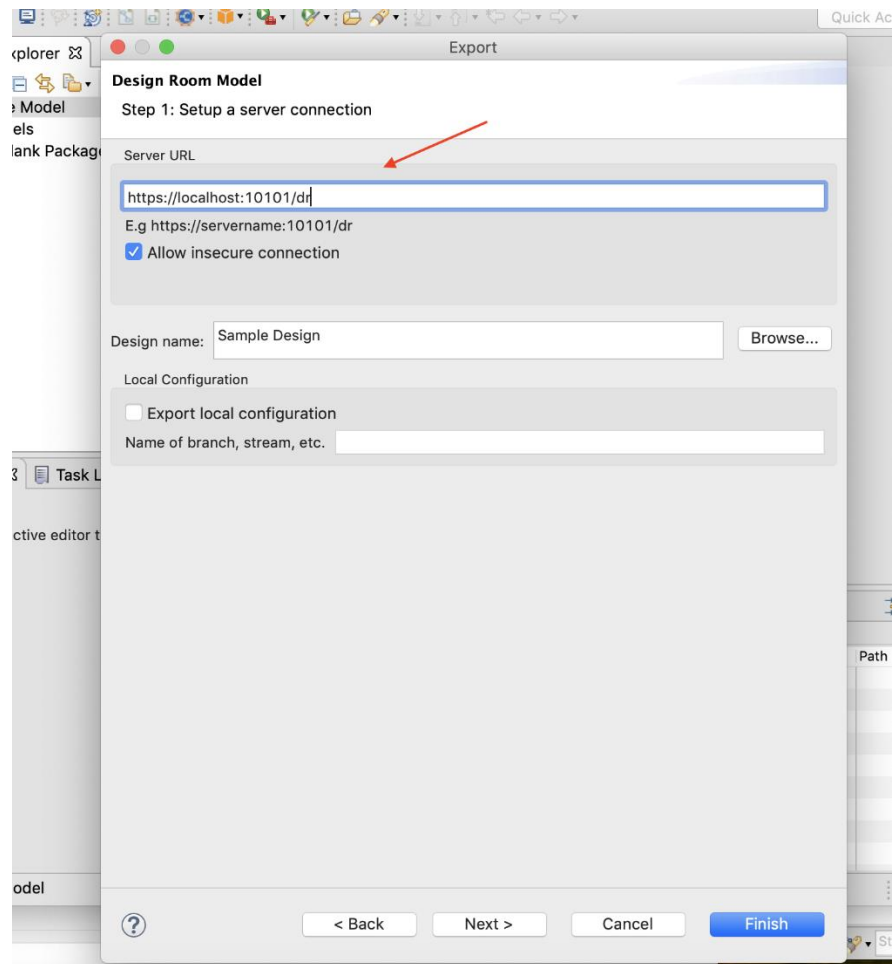 Quick Ac
Export
xplorer
Design Room Model
Step 1: Setup a server connection
e Model
els
lank Package
Server URL
https://localhost:10101/dr
E.g https://servername:10101/dr
Allow insecure connection
Design name:
Sample Design
Browse...
Local Configuration
Export local configuration
Name of branch, stream, etc.
Task L
ctive editor t
Path
odel
?
< Back
Next >
Cancel
Finish
St